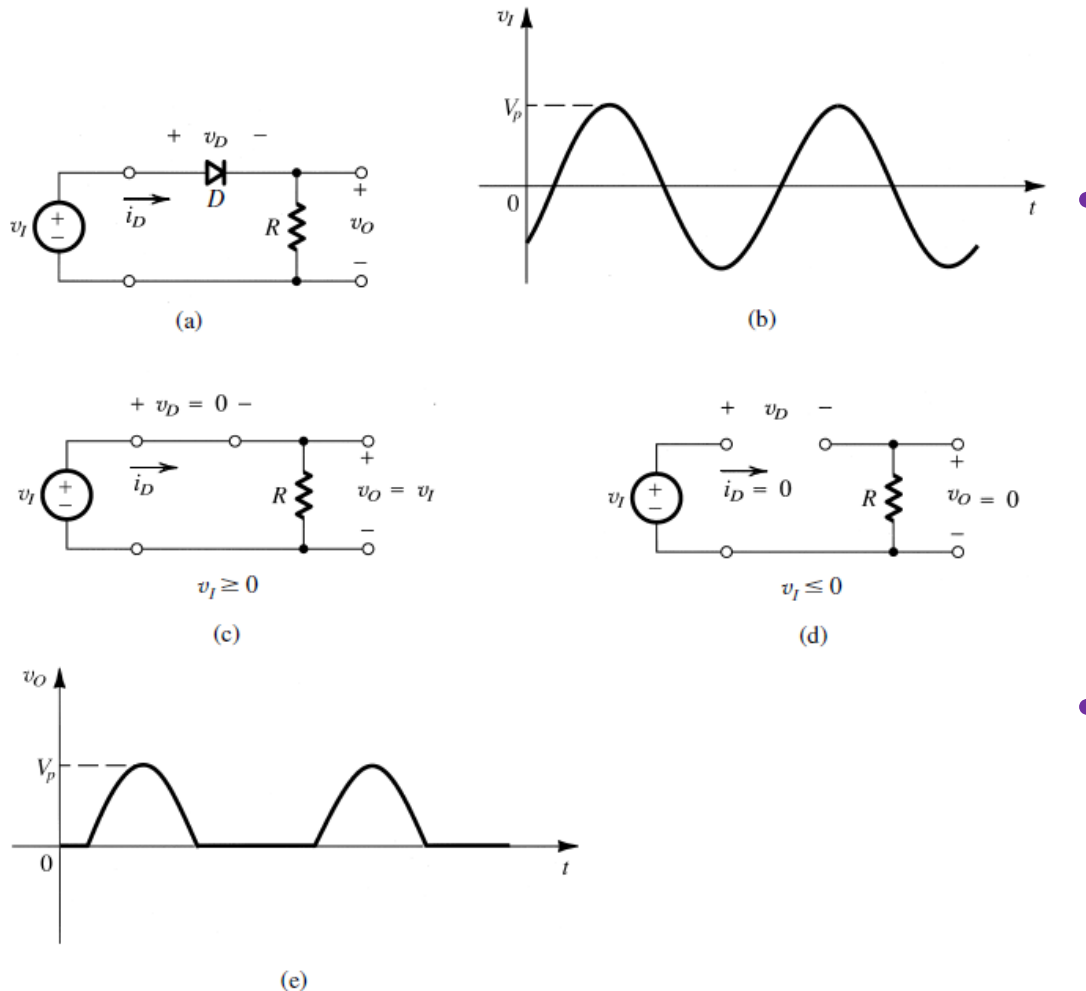 + v_D −
v_I + − i_D D R + v_O −
(a)
v_I
V_p
0 t
(b)
+ v_D = 0 −
v_I + − i_D R + v_O = v_I −
v_I ≥ 0
(c)
+ v_D −
v_I + − i_D = 0 R + v_O = 0 −
v_I ≤ 0
(d)
v_O
V_p
0 t
(e)